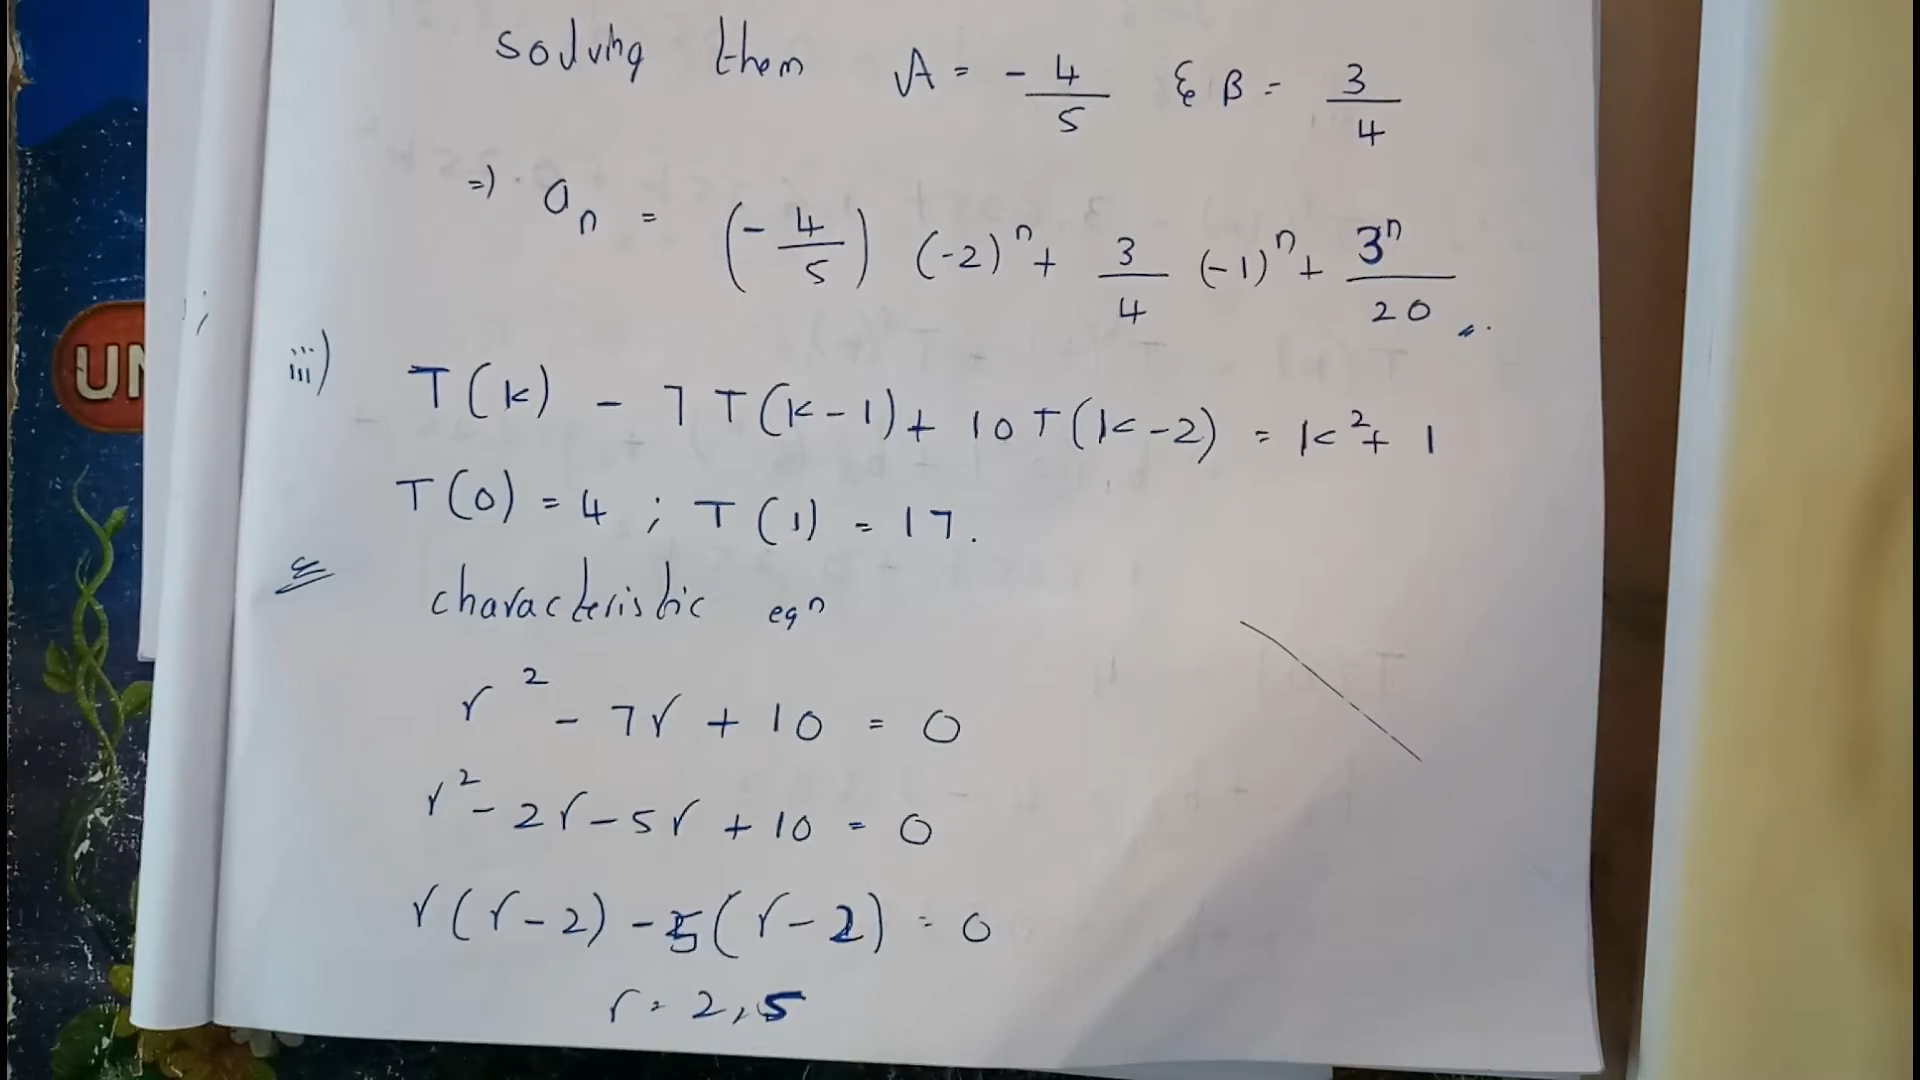 solving them A = -4/5 & B = 3/4
=) a_n = (-4/5) (-2)^n + 3/4 (-1)^n + 3^n/20 ,,.
iii) T(k) - 7T(k-1) + 10T(k-2) = k^2 + 1
T(0) = 4 ; T(1) = 17.
characteristic eqn
r^2 - 7r + 10 = 0
r^2 - 2r - 5r + 10 = 0
r(r-2) - 5(r-2) = 0
r = 2,5
UN